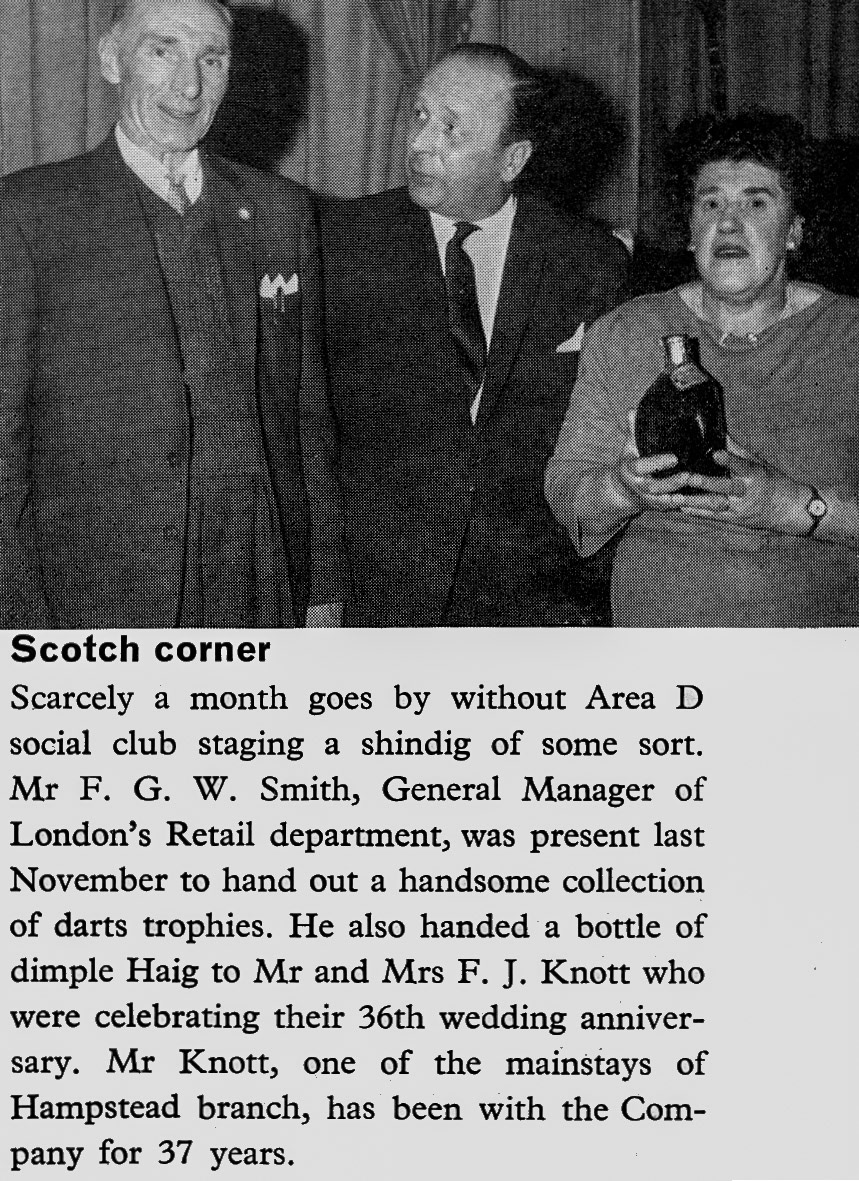 Scotch corner
Scarcely a month goes by without Area D
social club staging a shindig of some sort.
Mr F. G. W. Smith, General Manager of
London's Retail department, was present last
November to hand out a handsome collection
of darts trophies. He also handed a bottle of
dimple Haig to Mr and Mrs F. J. Knott who
were celebrating their 36th wedding anniver-
sary. Mr Knott, one of the mainstays of
Hampstead branch, has been with the Com-
pany for 37 years.